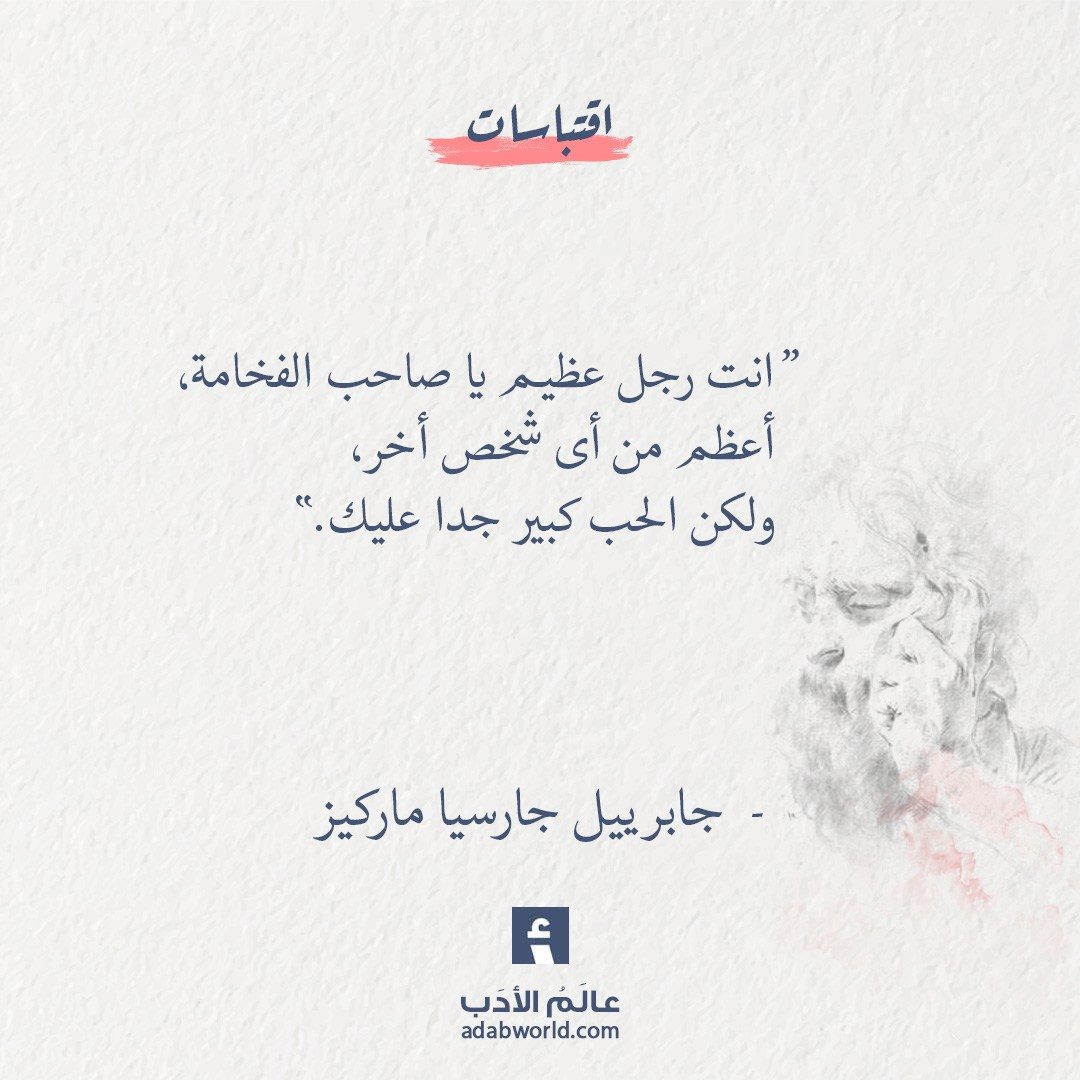 اقتباسات
”انت رجل عظيم يا صاحب الفخامة،
أعظم من أى شخص أخر،
ولكن الحب كبير جدا عليك.“
- جابرييل جارسيا ماركيز
أ
عالَمُ الأدَب
adabworld.com